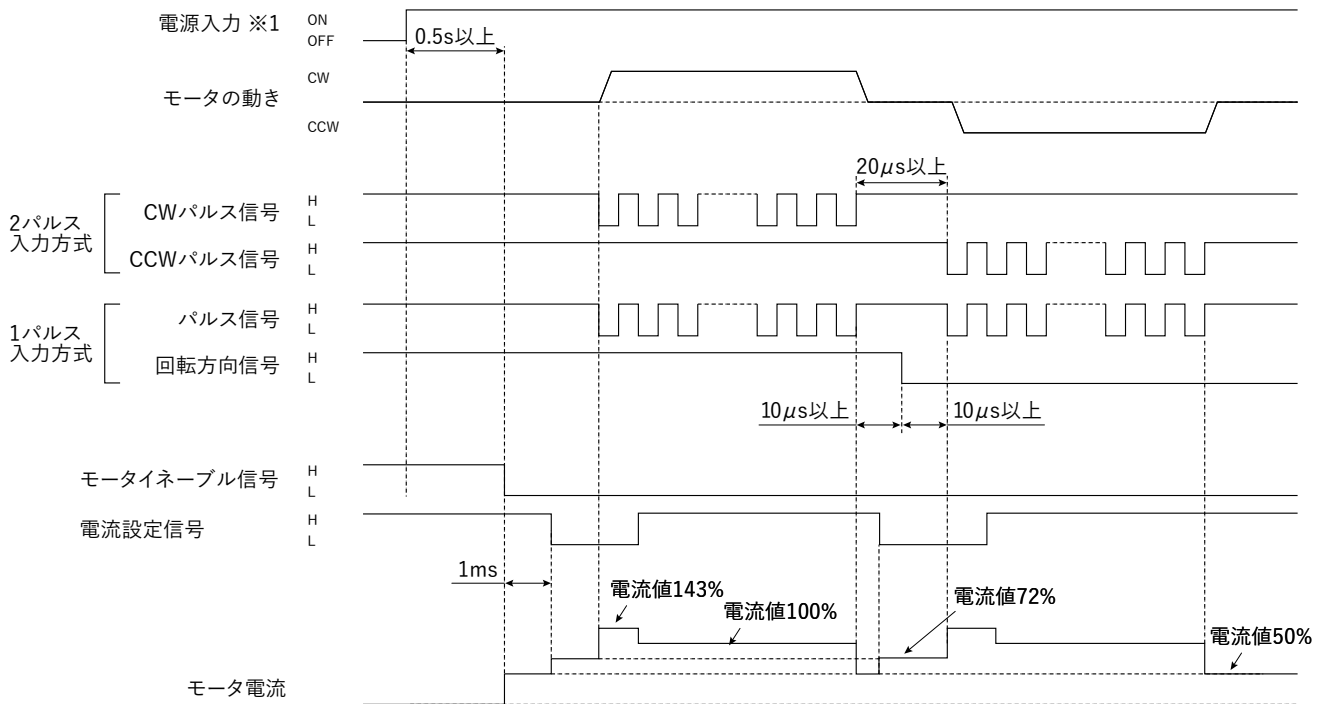 電源入力 ※1
ON
OFF
0.5s以上
モータの動き
CW
CCW
20μs以上
2パルス
入力方式
CWパルス信号
H
L
CCWパルス信号
H
L
1パルス
入力方式
パルス信号
H
L
回転方向信号
H
L
10μs以上
10μs以上
モータイネーブル信号
H
L
電流設定信号
H
L
1ms
電流値143%
電流値100%
電流値72%
電流値50%
モータ電流